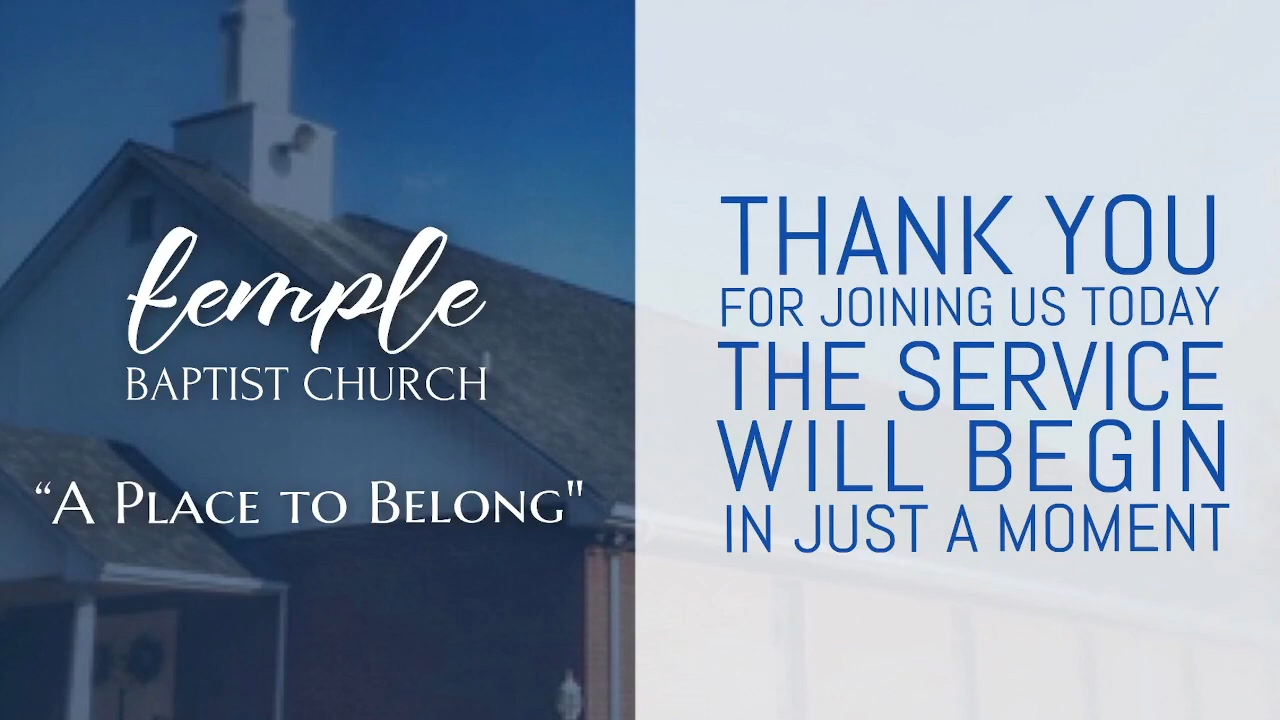 temple
BAPTIST CHURCH
“A PLACE TO BELONG"
THANK YOU
FOR JOINING US TODAY
THE SERVICE
WILL BEGIN
IN JUST A MOMENT